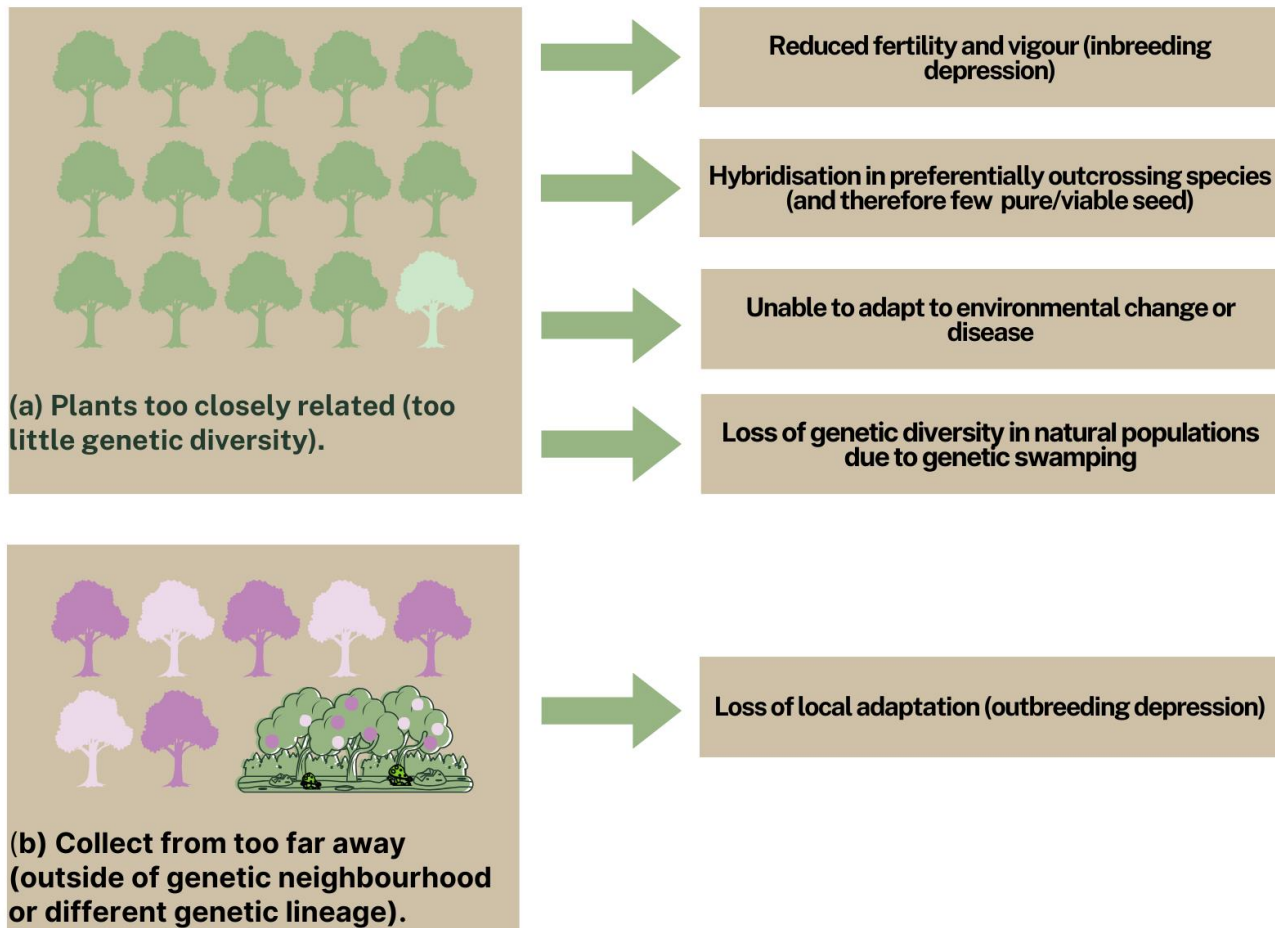 Reduced fertility and vigour (inbreeding
depression)
Hybridisation in preferentially outcrossing species
(and therefore few pure/viable seed)
Unable to adapt to environmental change or
disease
(a) Plants too closely related (too
little genetic diversity).
Loss of genetic diversity in natural populations
due to genetic swamping
Loss of local adaptation (outbreeding depression)
(b) Collect from too far away
(outside of genetic neighbourhood
or different genetic lineage).